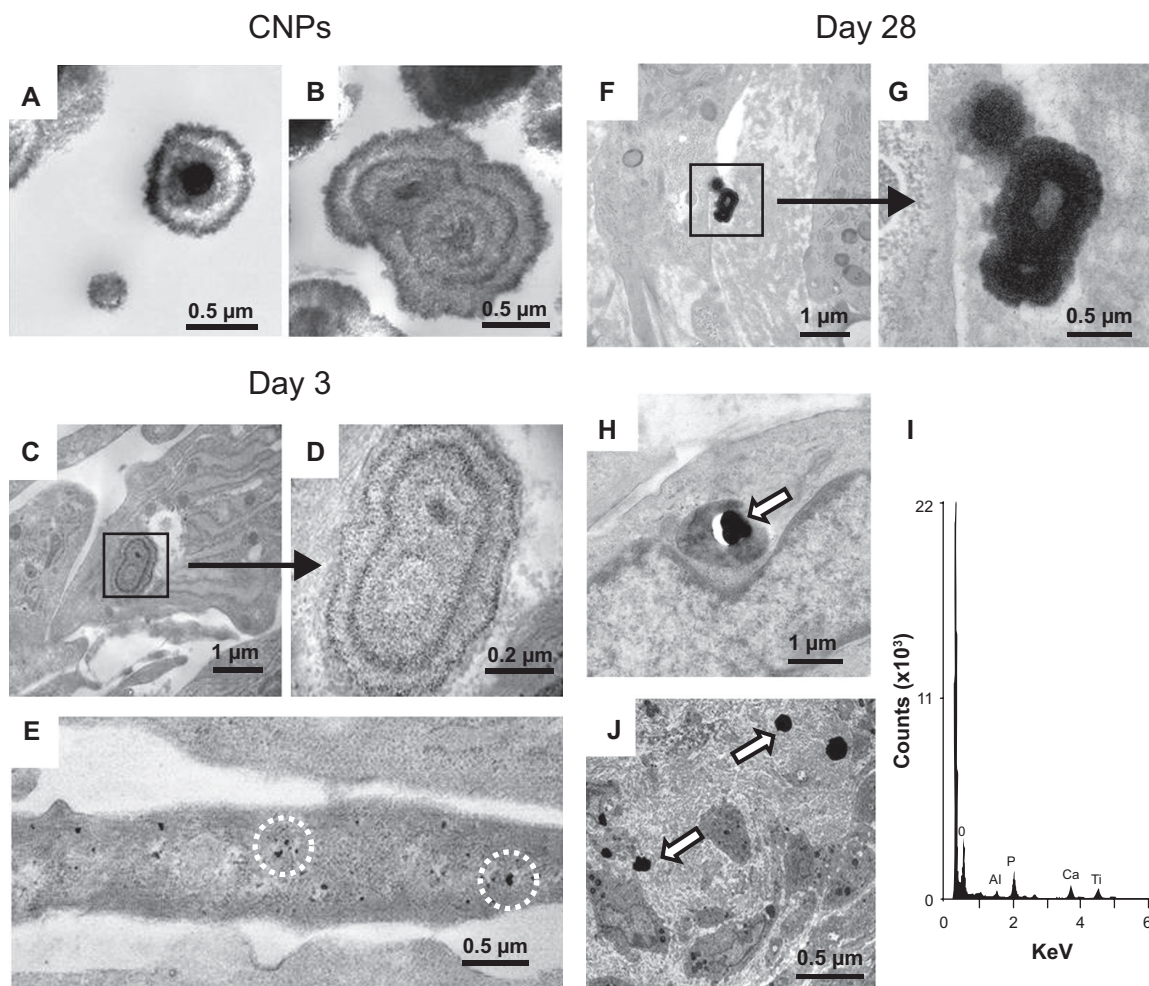 CNPs
Day 28
A
B
F
G
0.5 µm
0.5 µm
1 µm
0.5 µm
Day 3
C
D
H
I
1 µm
0.2 µm
1 µm
E
J
0.5 µm
0.5 µm
22
11
0
Counts (x10³)
0
Al
P
Ca
Ti
0
2
4
6
KeV